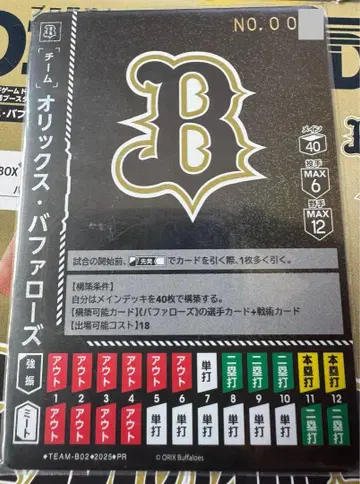 NO.00
チーム
オリックス・バファローズ
B
メイン
40
投手
MAX
6
野手
MAX
12
試合の開始前、先攻でカードを引く際、1枚多く引く。
【構築条件】
自分はメインデッキを40枚で構築する。
【構築可能カード】《バファローズ》の選手カード+戦術カード
【出場可能コスト】18
強振
アウト アウト アウト アウト アウト アウト 単打 二塁打 二塁打 二塁打 本塁打 本塁打
1 2 3 4 5 6 7 8 9 10 11 12
ミート
アウト アウト アウト アウト 単打 単打 単打 単打 単打 単打 二塁打 二塁打
◆TEAM-B02◆2025◆PR
© ORIX Buffaloes
BOX